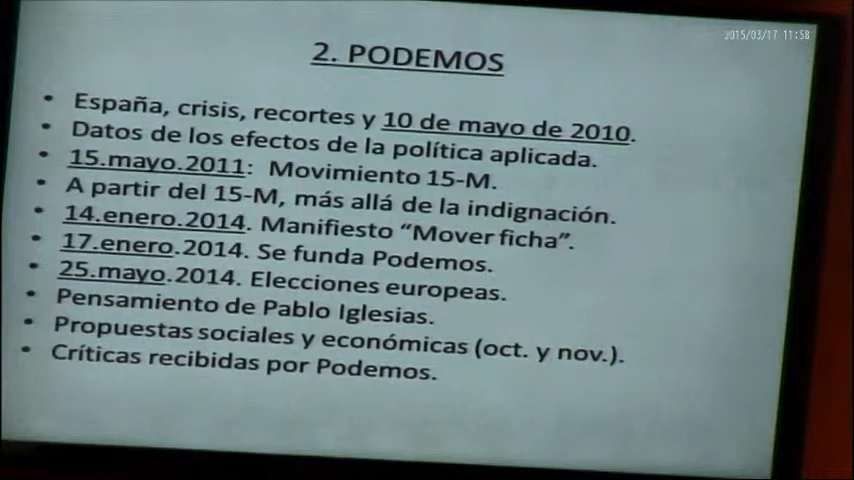 2015/03/17 11:58
2. PODEMOS
• España, crisis, recortes y 10 de mayo de 2010.
• Datos de los efectos de la política aplicada.
• 15.mayo.2011: Movimiento 15-M.
• A partir del 15-M, más allá de la indignación.
• 14.enero.2014. Manifiesto “Mover ficha”.
• 17.enero.2014. Se funda Podemos.
• 25.mayo.2014. Elecciones europeas.
• Pensamiento de Pablo Iglesias.
• Propuestas sociales y económicas (oct. y nov.).
• Críticas recibidas por Podemos.